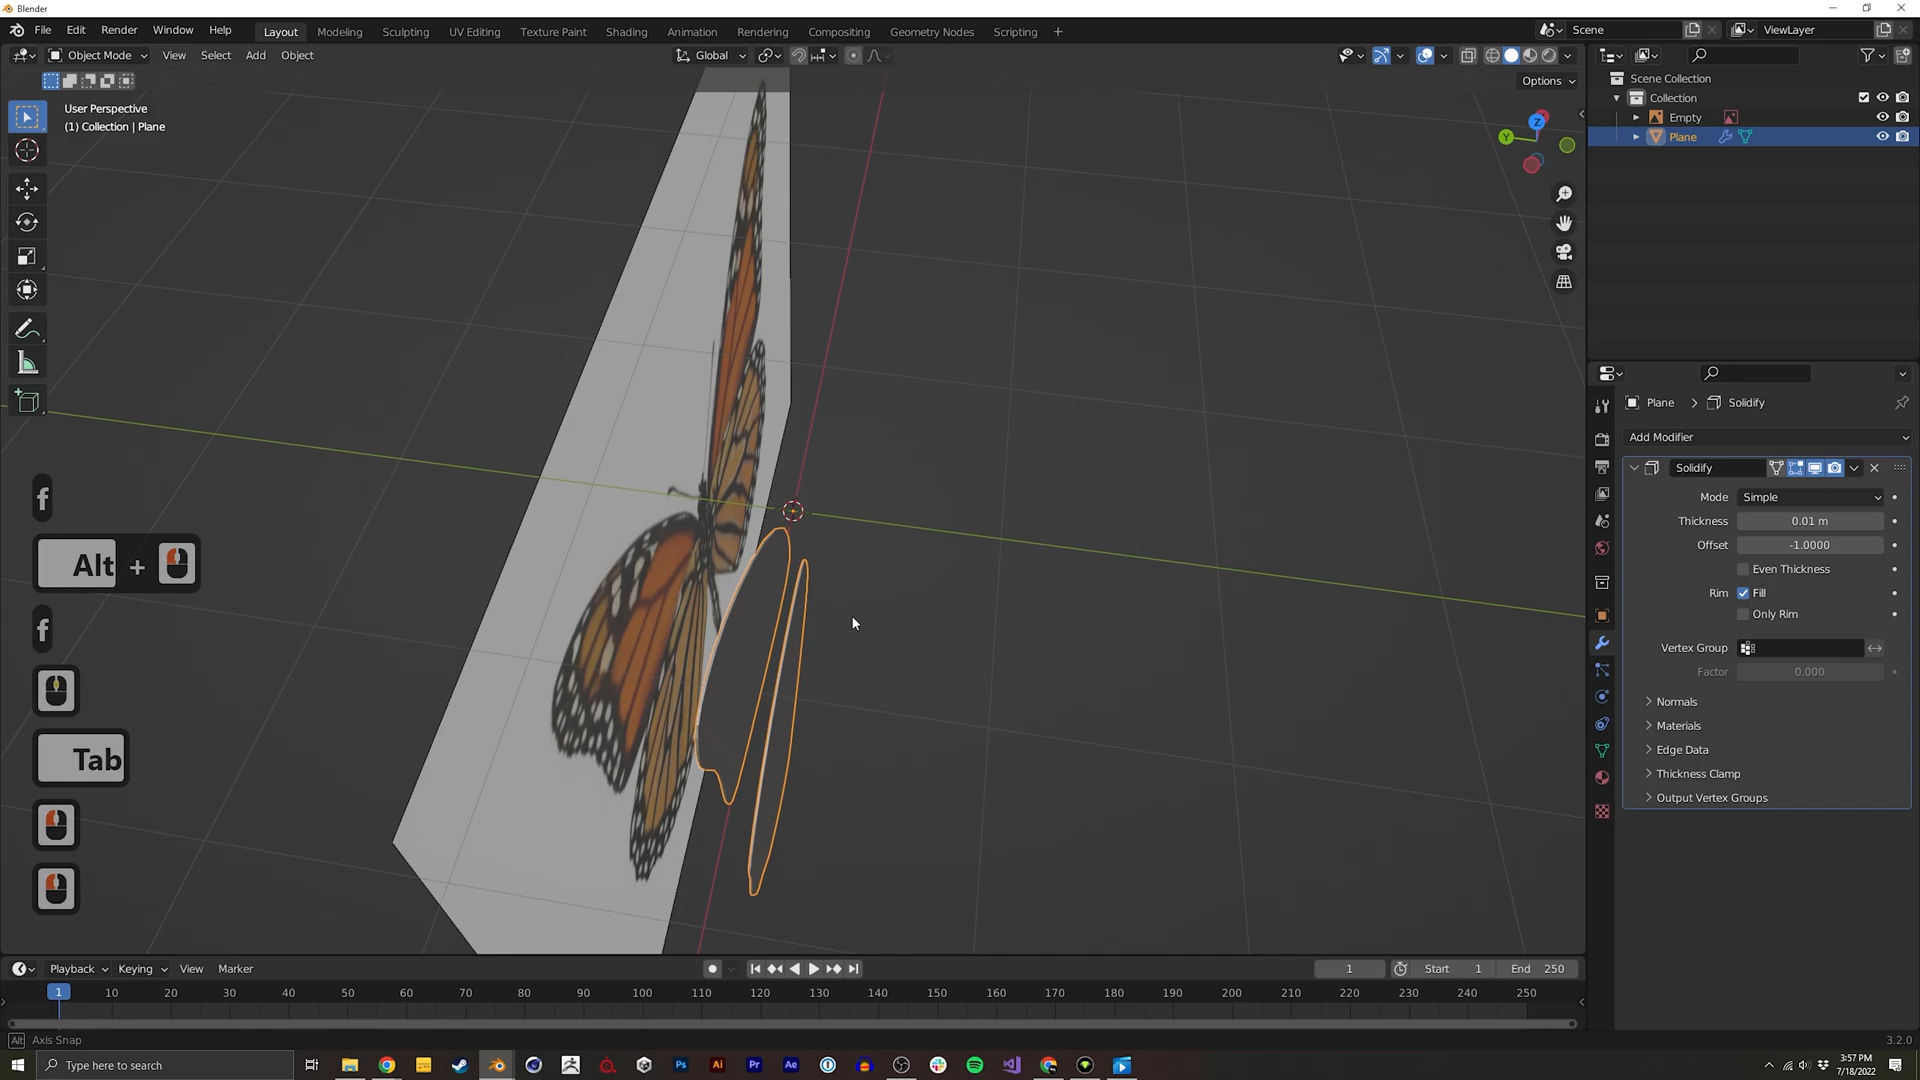 Blender
File Edit Render Window Help Layout Modeling Sculpting UV Editing Texture Paint Shading Animation Rendering Compositing Geometry Nodes Scripting + Scene ViewLayer
Object Mode View Select Add Object Global
Options
User Perspective
(1) Collection | Plane
Z
Y
Scene Collection
Collection
Empty
Plane
Plane > Solidify
Add Modifier
Solidify
Mode Simple
Thickness 0.01 m
Offset -1.0000
Even Thickness
Rim Fill
Only Rim
Vertex Group
Factor 0.000
Normals
Materials
Edge Data
Thickness Clamp
Output Vertex Groups
f
Alt +
f
Tab
Playback Keying View Marker 1 Start 1 End 250
1 10 20 30 40 50 60 70 80 90 100 110 120 130 140 150 160 170 180 190 200 210 220 230 240 250
Alt Axis Snap 3.2.0
Type here to search
Ps Ai Pr Ae
3:57 PM
7/18/2022